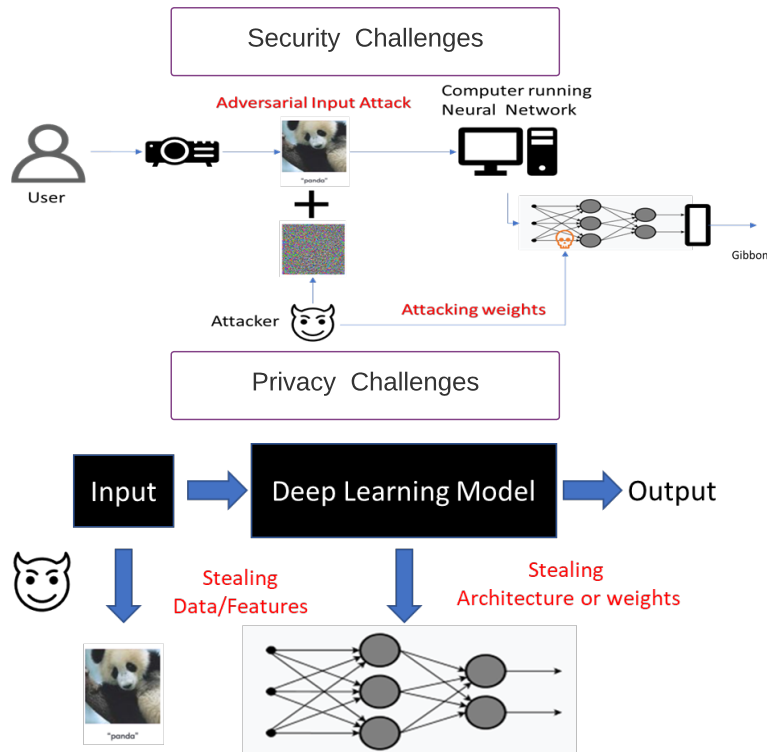 Security Challenges
Adversarial Input Attack
Computer running
Neural Network
User
"panda"
Gibbon
Attacker
Attacking weights
Privacy Challenges
Input
Deep Learning Model
Output
Stealing
Data/Features
Stealing
Architecture or weights
"panda"